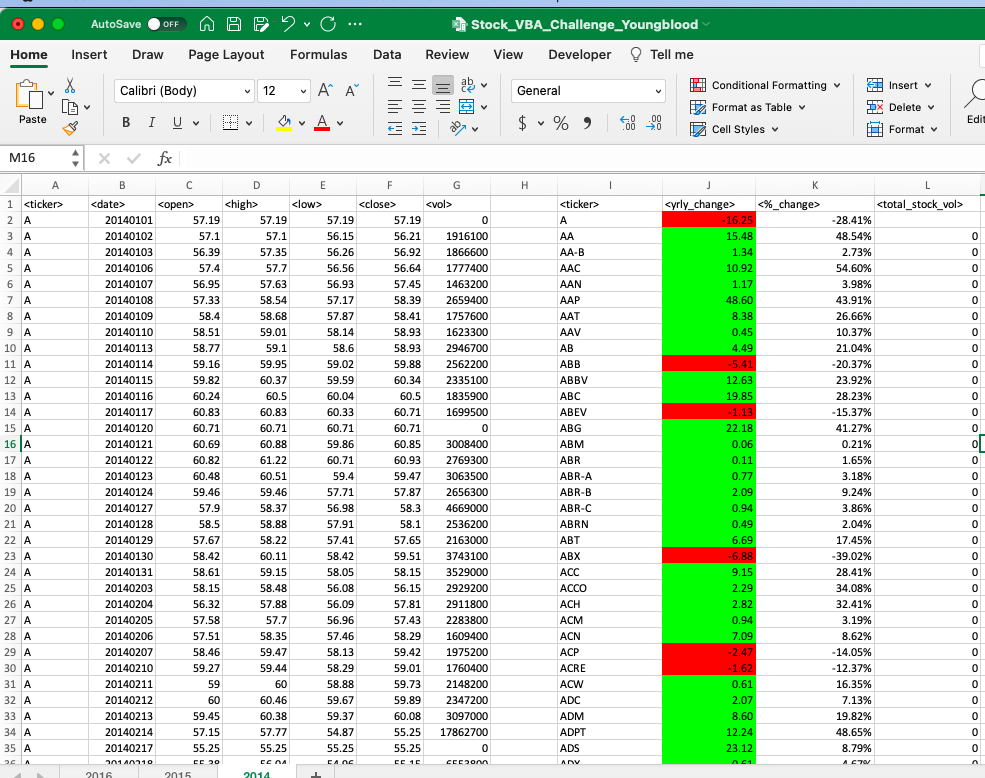 AutoSave OFF Stock_VBA_Challenge_Youngblood
Home Insert Draw Page Layout Formulas Data Review View Developer Tell me
Paste Calibri (Body) 12 General Conditional Formatting Format as Table Cell Styles Insert Delete Format Edit
M16 fx
A B C D E F G H I J K L
1 <ticker> <date> <open> <high> <low> <close> <vol> <ticker> <yrly_change> <%_change> <total_stock_vol>
2 A 20140101 57.19 57.19 57.19 57.19 0 A -16.25 -28.41%
3 A 20140102 57.1 57.1 56.15 56.21 1916100 AA 15.48 48.54% 0
4 A 20140103 56.39 57.35 56.26 56.92 1866600 AA-B 1.34 2.73% 0
5 A 20140106 57.4 57.7 56.56 56.64 1777400 AAC 10.92 54.60% 0
6 A 20140107 56.95 57.63 56.93 57.45 1463200 AAN 1.17 3.98% 0
7 A 20140108 57.33 58.54 57.17 58.39 2659400 AAP 48.60 43.91% 0
8 A 20140109 58.4 58.68 57.87 58.41 1757600 AAT 8.38 26.66% 0
9 A 20140110 58.51 59.01 58.14 58.93 1623300 AAV 0.45 10.37% 0
10 A 20140113 58.77 59.1 58.6 58.93 2946700 AB 4.49 21.04% 0
11 A 20140114 59.16 59.95 59.02 59.88 2562200 ABB -5.41 -20.37% 0
12 A 20140115 59.82 60.37 59.59 60.34 2335100 ABBV 12.63 23.92% 0
13 A 20140116 60.24 60.5 60.04 60.5 1835900 ABC 19.85 28.23% 0
14 A 20140117 60.83 60.83 60.33 60.71 1699500 ABEV -1.13 -15.37% 0
15 A 20140120 60.71 60.71 60.71 60.71 0 ABG 22.18 41.27% 0
16 A 20140121 60.69 60.88 59.86 60.85 3008400 ABM 0.06 0.21% 0
17 A 20140122 60.82 61.22 60.71 60.93 2769300 ABR 0.11 1.65% 0
18 A 20140123 60.48 60.51 59.4 59.47 3063500 ABR-A 0.77 3.18% 0
19 A 20140124 59.46 59.46 57.71 57.87 2656300 ABR-B 2.09 9.24% 0
20 A 20140127 57.9 58.37 56.98 58.3 4669000 ABR-C 0.94 3.86% 0
21 A 20140128 58.5 58.88 57.91 58.1 2536200 ABRN 0.49 2.04% 0
22 A 20140129 57.67 58.22 57.41 57.65 2163000 ABT 6.69 17.45% 0
23 A 20140130 58.42 60.11 58.42 59.51 3743100 ABX -6.88 -39.02% 0
24 A 20140131 58.61 59.15 58.05 58.15 3529000 ACC 9.15 28.41% 0
25 A 20140203 58.15 58.48 56.08 56.15 2929200 ACCO 2.29 34.08% 0
26 A 20140204 56.32 57.88 56.09 57.81 2911800 ACH 2.82 32.41% 0
27 A 20140205 57.58 57.7 56.96 57.43 2283800 ACM 0.94 3.19% 0
28 A 20140206 57.51 58.35 57.46 58.29 1609400 ACN 7.09 8.62% 0
29 A 20140207 58.46 59.47 58.13 59.42 1975200 ACP -2.47 -14.05% 0
30 A 20140210 59.27 59.44 58.29 59.01 1760400 ACRE -1.62 -12.37% 0
31 A 20140211 59 60 58.88 59.73 2148200 ACW 0.61 16.35% 0
32 A 20140212 60 60.46 59.67 59.89 2347200 ADC 2.07 7.13% 0
33 A 20140213 59.45 60.38 59.37 60.08 3097000 ADM 8.60 19.82% 0
34 A 20140214 57.15 57.77 54.87 55.25 17862700 ADPT 12.24 48.65% 0
35 A 20140217 55.25 55.25 55.25 55.25 0 ADS 23.12 8.79% 0
36 A 20140218 55.38 56.04 54.96 55.15 6553800 ADX 0.61 4.67% 0
2016 2015 2014 +